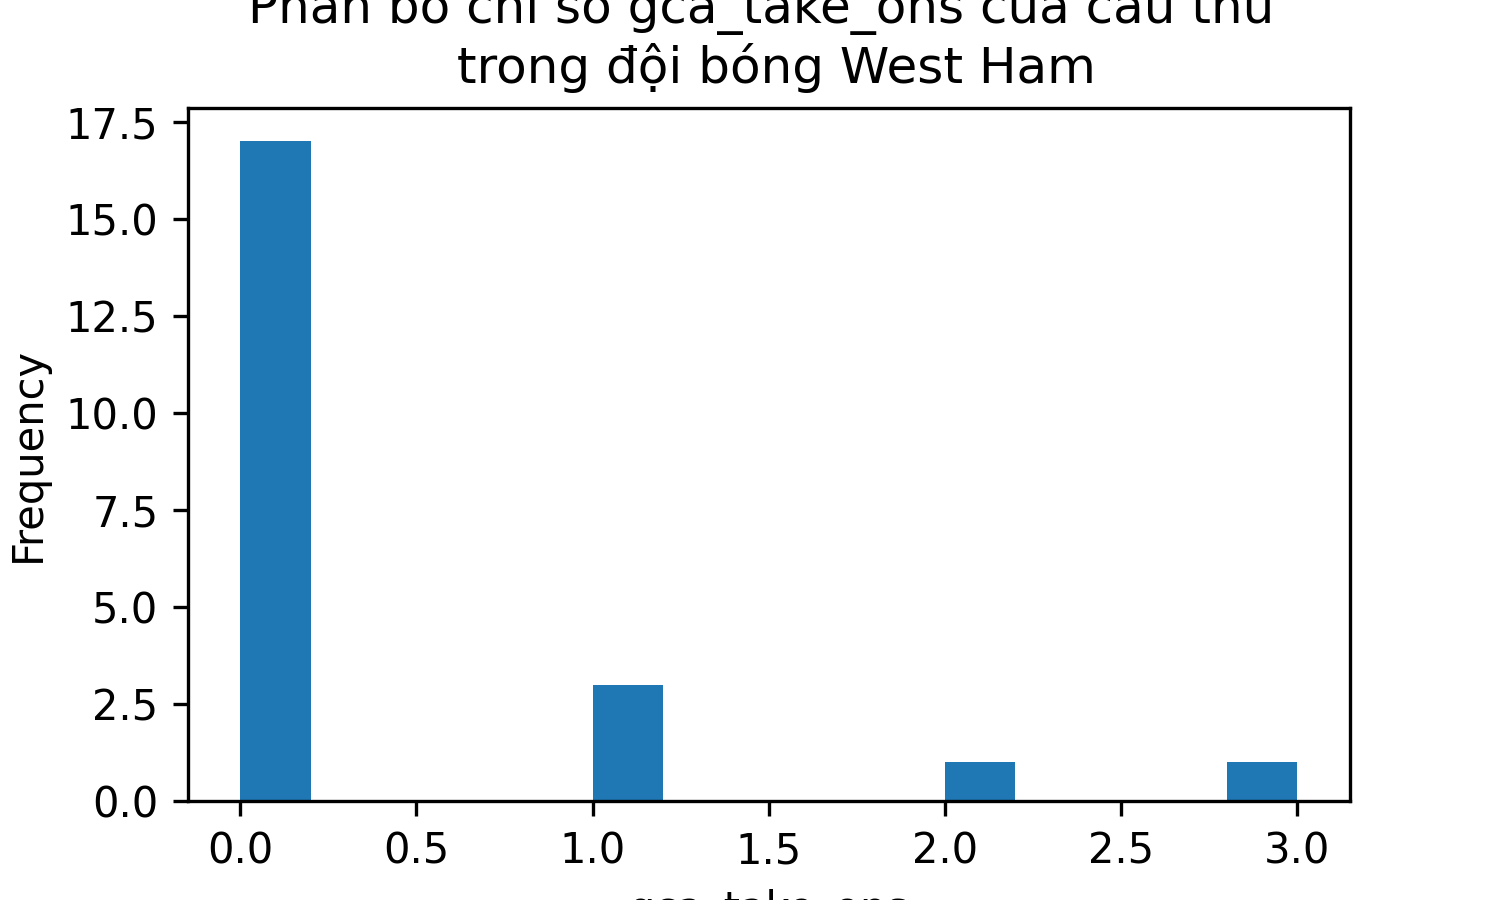 Phân bố chỉ số gca_take_ons của cầu thủ
trong đội bóng West Ham
17.5
15.0
12.5
10.0
7.5
5.0
2.5
0.0
Frequency
0.0 0.5 1.0 1.5 2.0 2.5 3.0
gca_take_ons